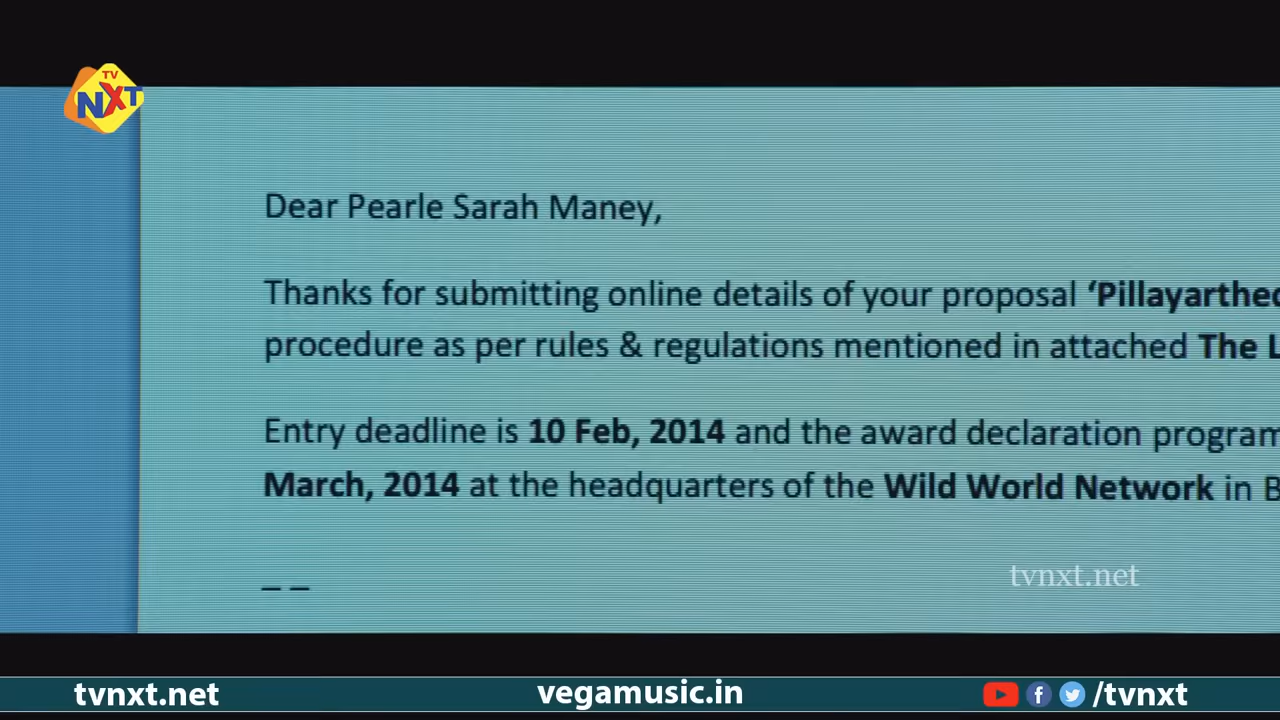 TV
NXT
Dear Pearle Sarah Maney,
Thanks for submitting online details of your proposal
procedure as per rules & regulations mentioned in attached The
Entry deadline is 10 Feb, 2014 and the award declaration
March, 2014 at the headquarters of the Wild World Network in
_ _
tvnxt.net
tvnxt.net
vegamusic.in
/tvnxt